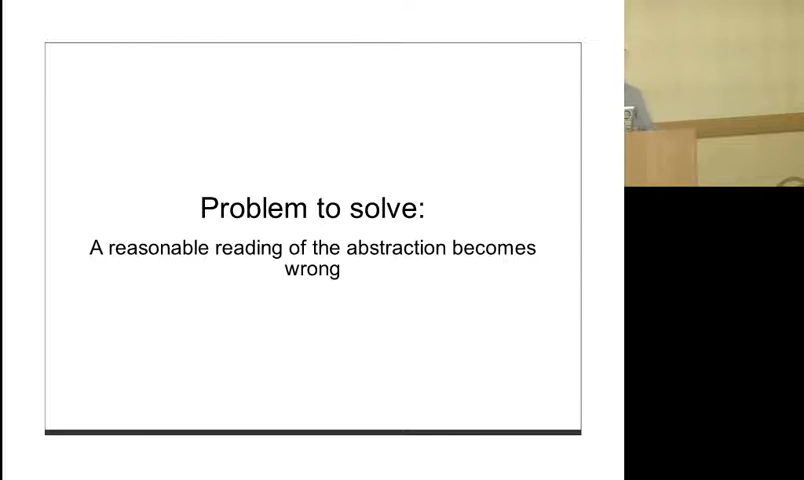 Problem to solve:
A reasonable reading of the abstraction becomes
wrong